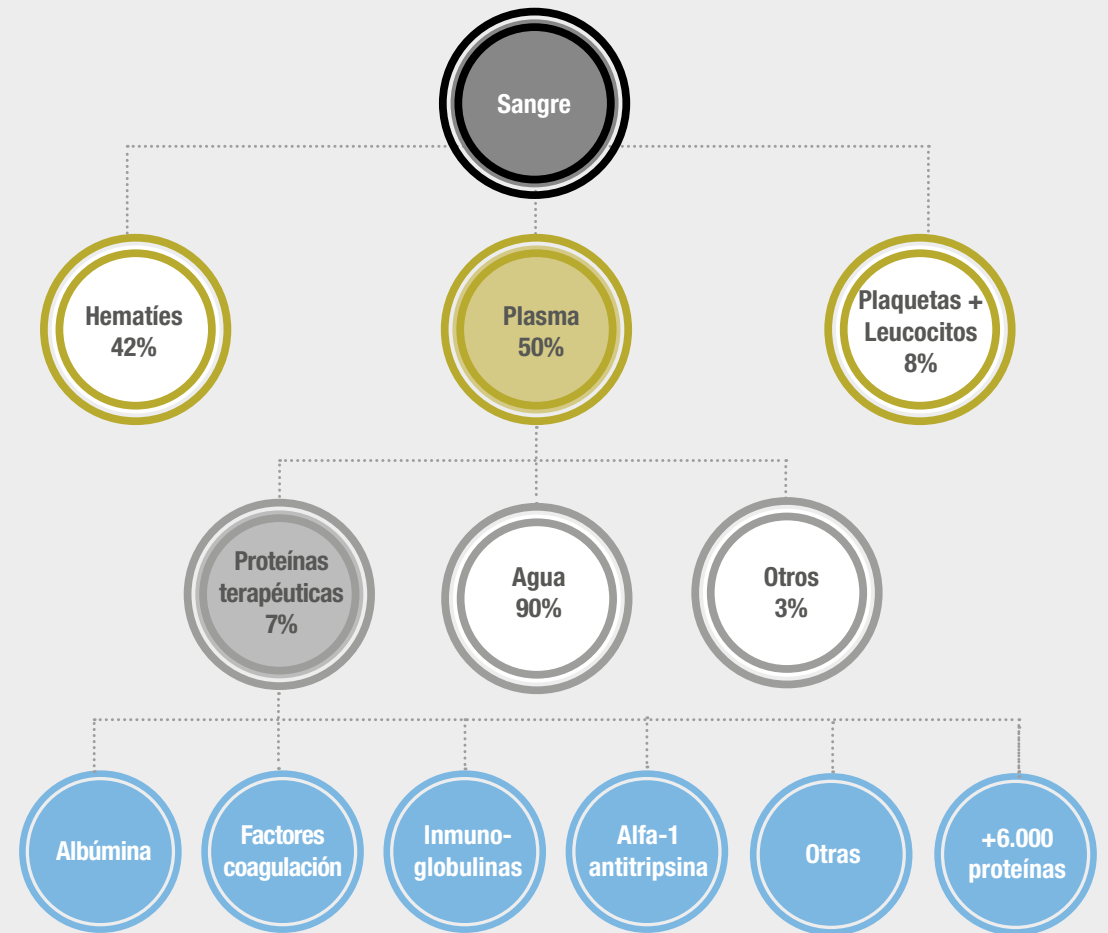 Sangre
Hematíes
42%
Plasma
50%
Plaquetas +
Leucocitos
8%
Proteínas
terapéuticas
7%
Agua
90%
Otros
3%
Albúmina
Factores
coagulación
Inmuno-
globulinas
Alfa-1
antitripsina
Otras
+6.000
proteínas